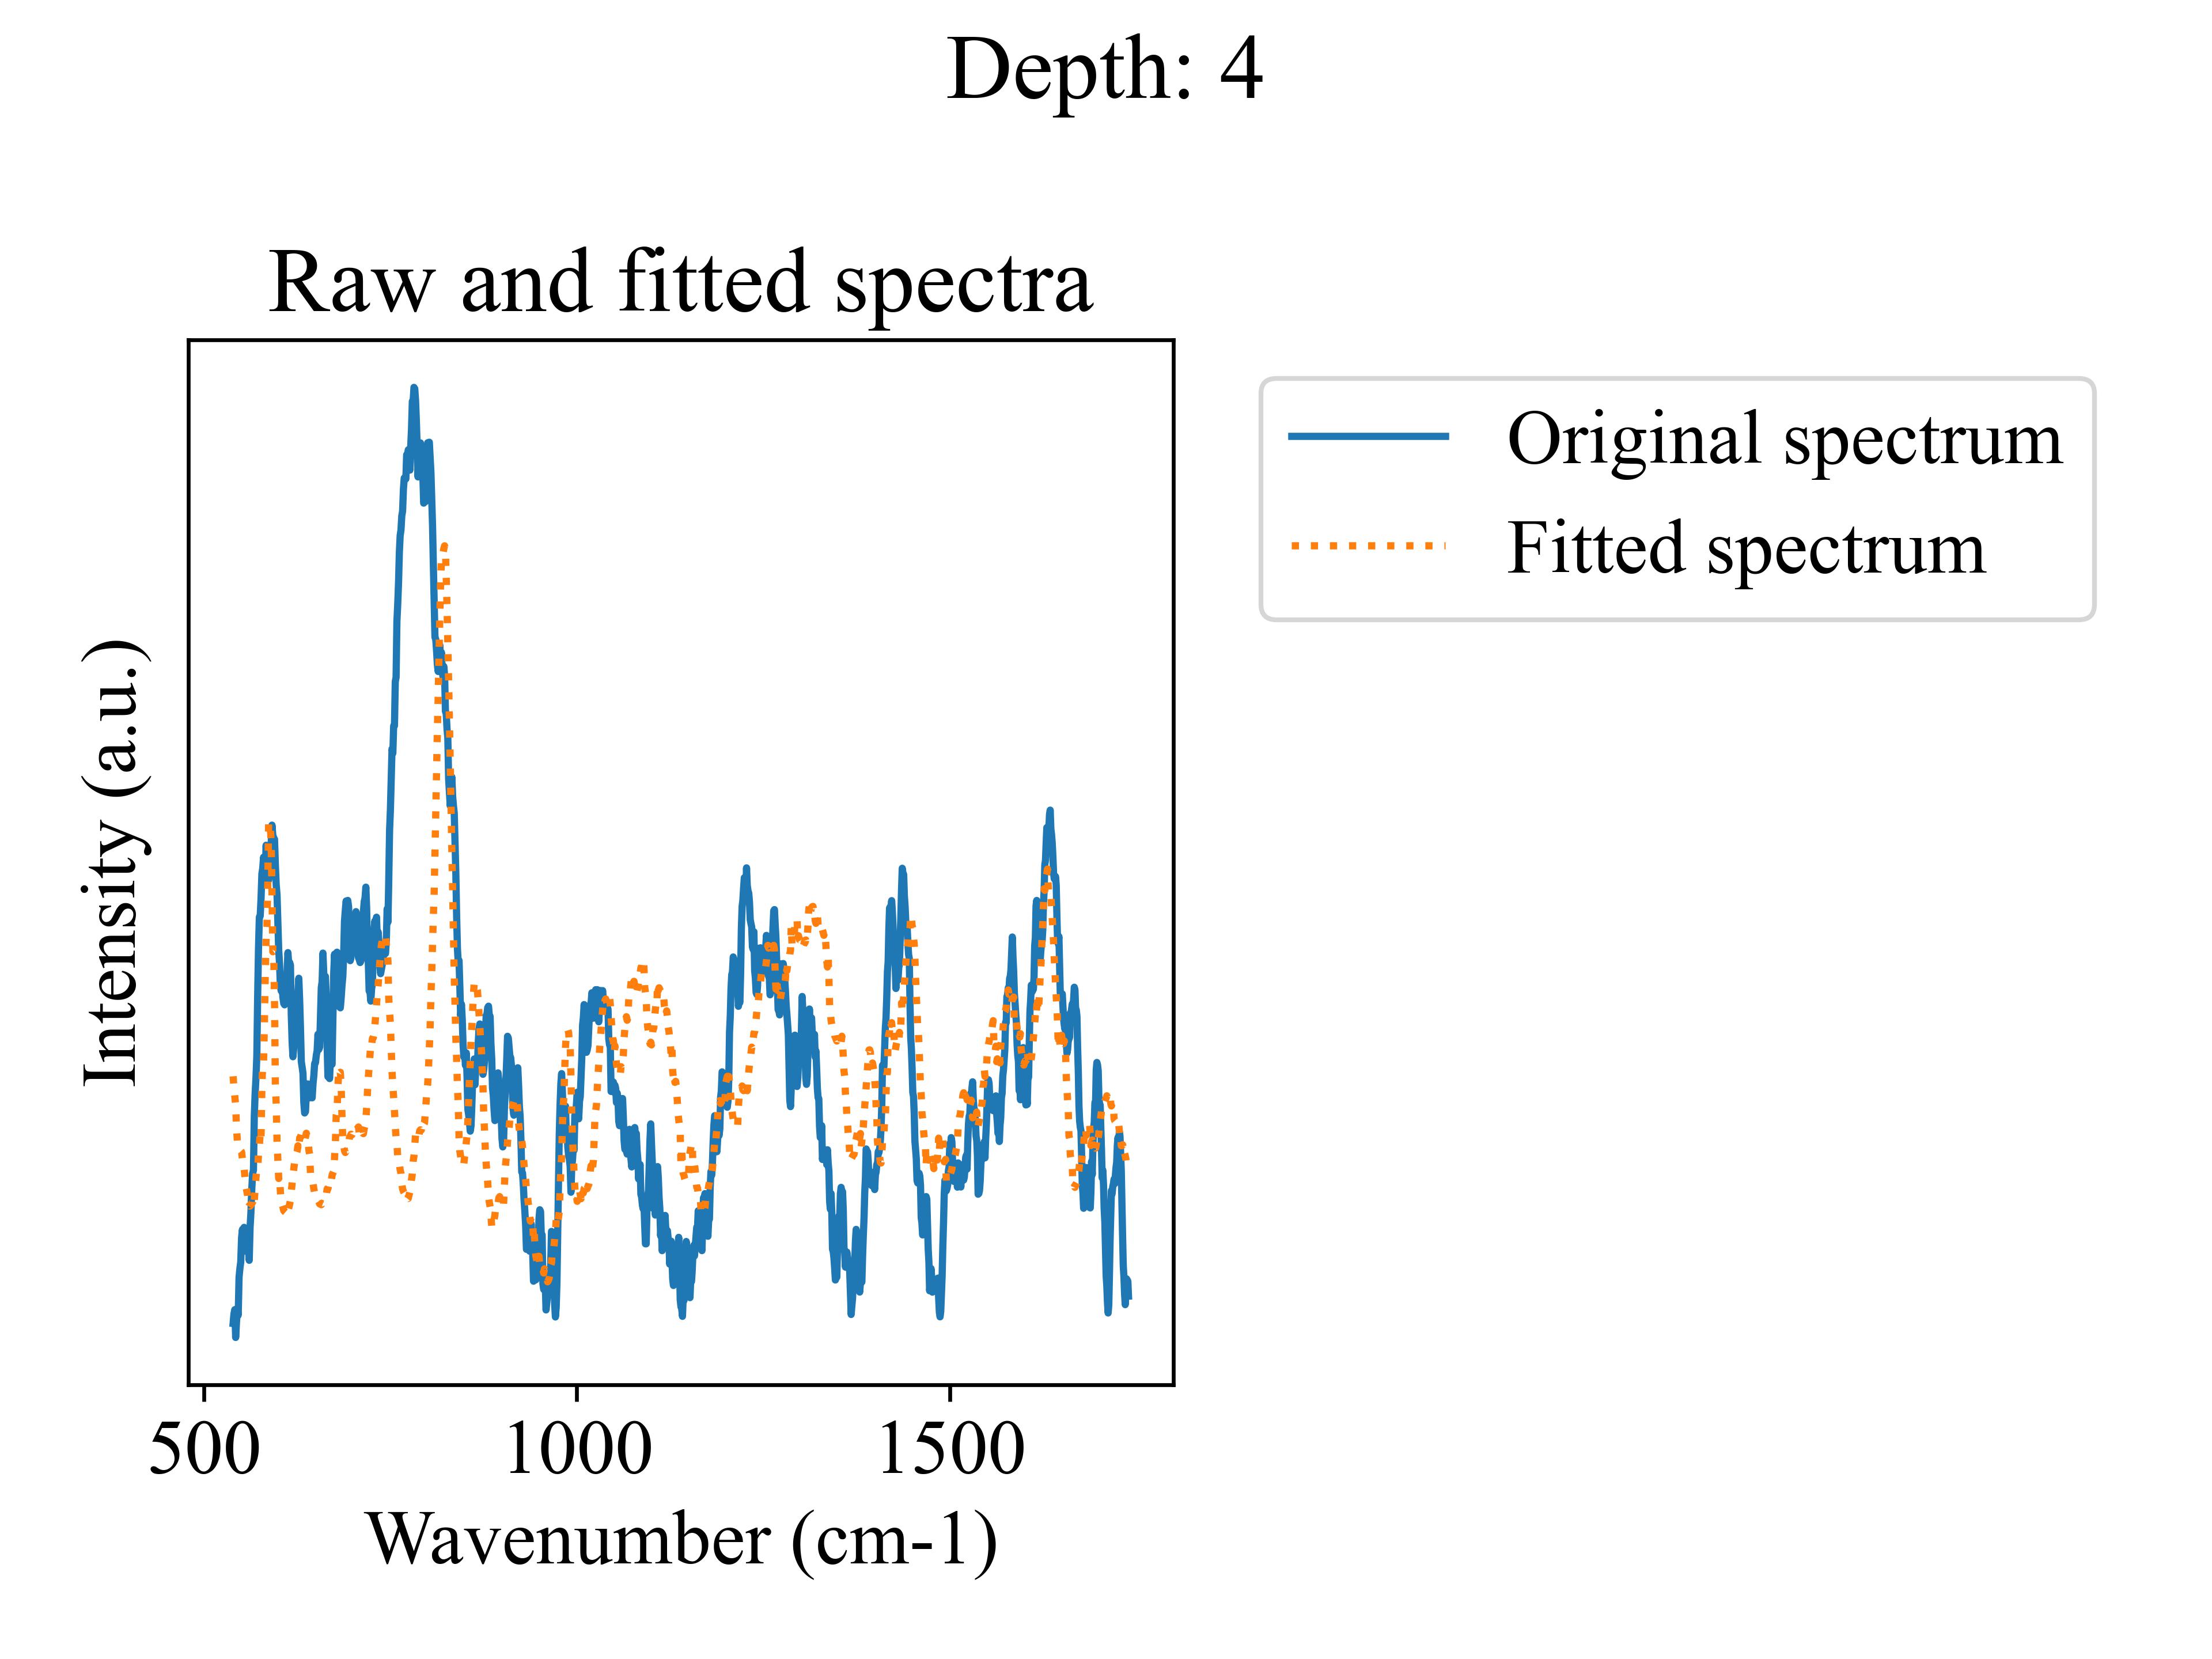 Depth: 4
Raw and fitted spectra
Original spectrum
Fitted spectrum
Intensity (a.u.)
500 1000 1500
Wavenumber (cm-1)